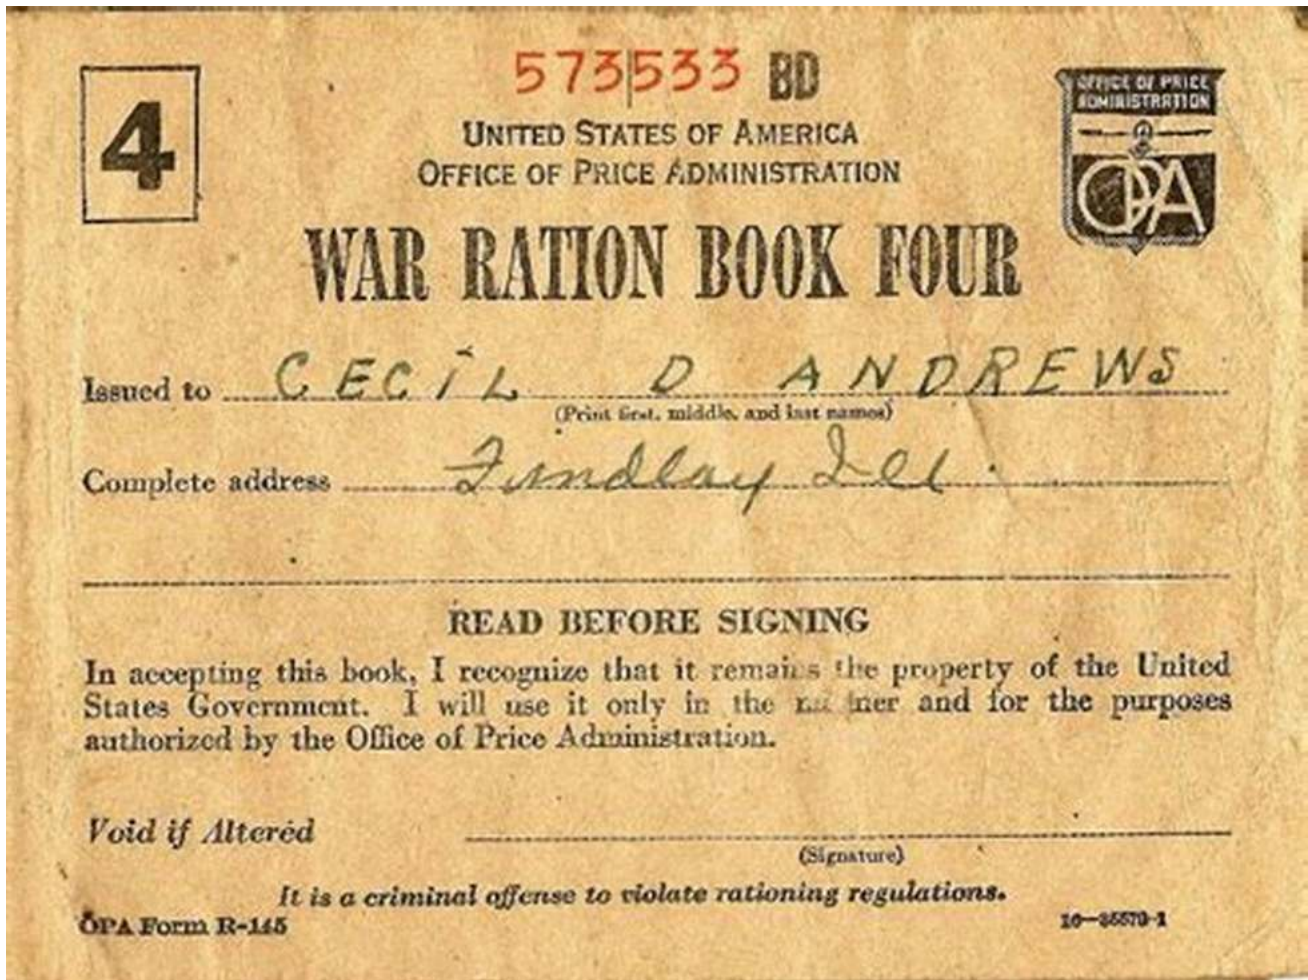 573533 BD
4
OFFICE OF PRICE
ADMINISTRATION
OPA
UNITED STATES OF AMERICA
OFFICE OF PRICE ADMINISTRATION
WAR RATION BOOK FOUR
Issued to CECIL D ANDREWS
(Print first, middle, and last names)
Complete address Findlay Ill.
READ BEFORE SIGNING
In accepting this book, I recognize that it remains the property of the United
States Government. I will use it only in the manner and for the purposes
authorized by the Office of Price Administration.
Void if Altered
(Signature)
It is a criminal offense to violate rationing regulations.
OPA Form R-145
16—35570-1